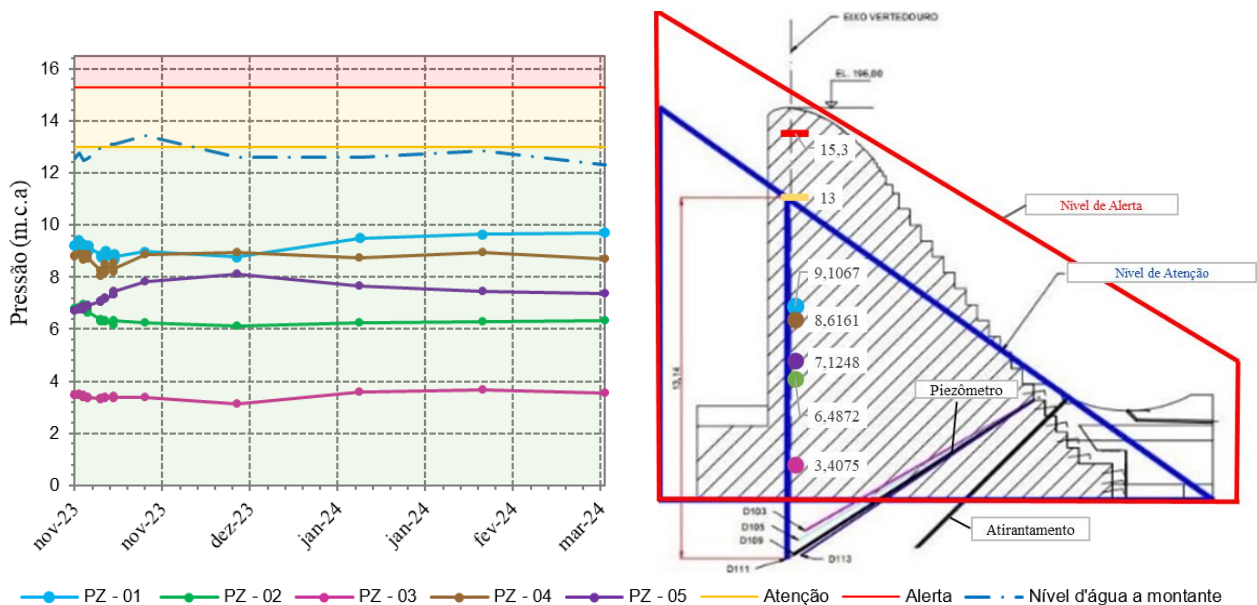 Pressão (m.c.a)
16
14
12
10
8
6
4
2
0
nov-23
nov-23
dez-23
jan-24
jan-24
fev-24
mar-24
EIXO VERTEDDURO
EL. 196,00
15,3
13
Nível de Alerta
Nível de Atenção
9,1067
8,6161
7,1248
6,4872
3,4075
13,14
Piezômetro
Atirantamento
D103
D105
D109
D111
D113
PZ - 01
PZ - 02
PZ - 03
PZ - 04
PZ - 05
Atenção
Alerta
Nível d'água a montante